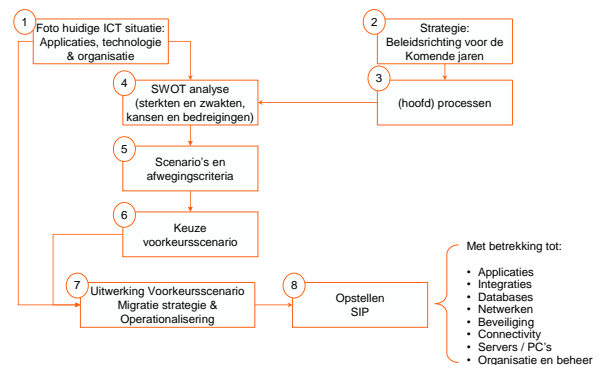 1
Foto huidige ICT situatie:
Applicaties, technologie
& organisatie
2
Strategie:
Beleidsrichting voor de
Komende jaren
3
(hoofd) processen
4
SWOT analyse
(sterkten en zwakten,
kansen en bedreigingen)
5
Scenario's en
afwegingscriteria
6
Keuze
voorkeursscenario
7
Uitwerking Voorkeursscenario
Migratie strategie &
Operationalisering
8
Opstellen
SIP
Met betrekking tot:
• Applicaties
• Integraties
• Databases
• Netwerken
• Beveiliging
• Connectivity
• Servers / PC's
• Organisatie en beheer